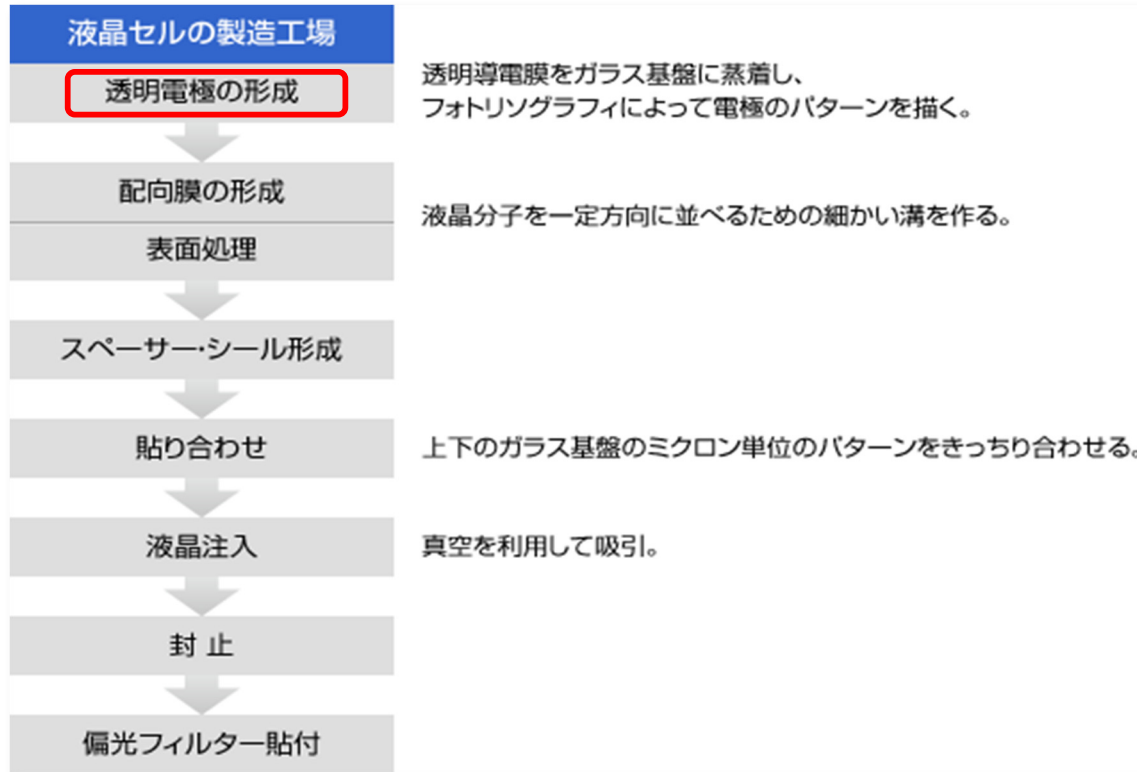 液晶セルの製造工場
透明電極の形成
透明導電膜をガラス基盤に蒸着し、
フォトリソグラフィによって電極のパターンを描く。
配向膜の形成
液晶分子を一定方向に並べるための細かい溝を作る。
表面処理
スペーサー・シール形成
貼り合わせ
上下のガラス基盤のミクロン単位のパターンをきっちり合わせる。
液晶注入
真空を利用して吸引。
封 止
偏光フィルター貼付